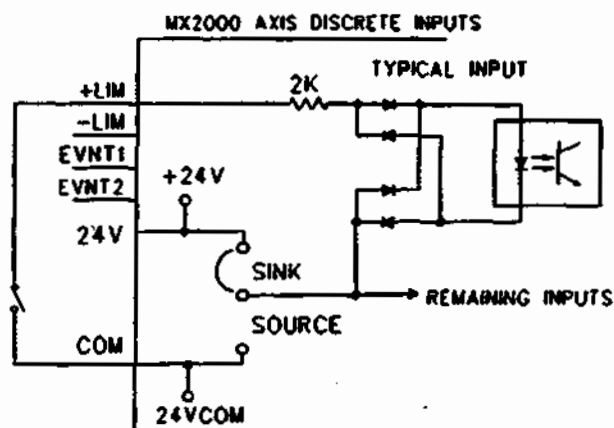 MX2000 AXIS DISCRETE INPUTS
TYPICAL INPUT
+LIM
2K
-LIM
EVNT1
+24V
EVNT2
24V
SINK
REMAINING INPUTS
SOURCE
COM
24VCOM